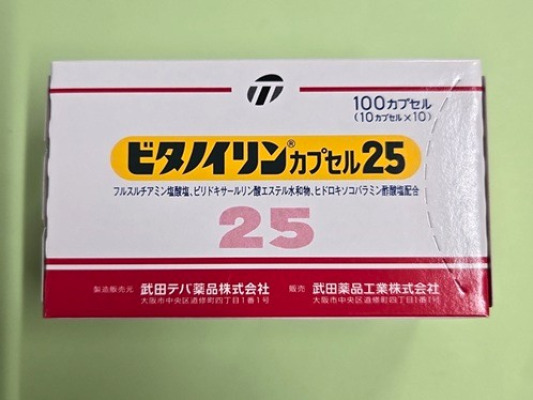 100カプセル
(10カプセル×10)
ビタノイリン®カプセル25
フルスルチアミン塩酸塩、ピリドキサールリン酸エステル水和物、ヒドロキソコバラミン酢酸塩配合
25
製造販売元 武田テバ薬品株式会社 販売 武田薬品工業株式会社
大阪市中央区道修町四丁目1番1号 大阪市中央区道修町四丁目1番1号